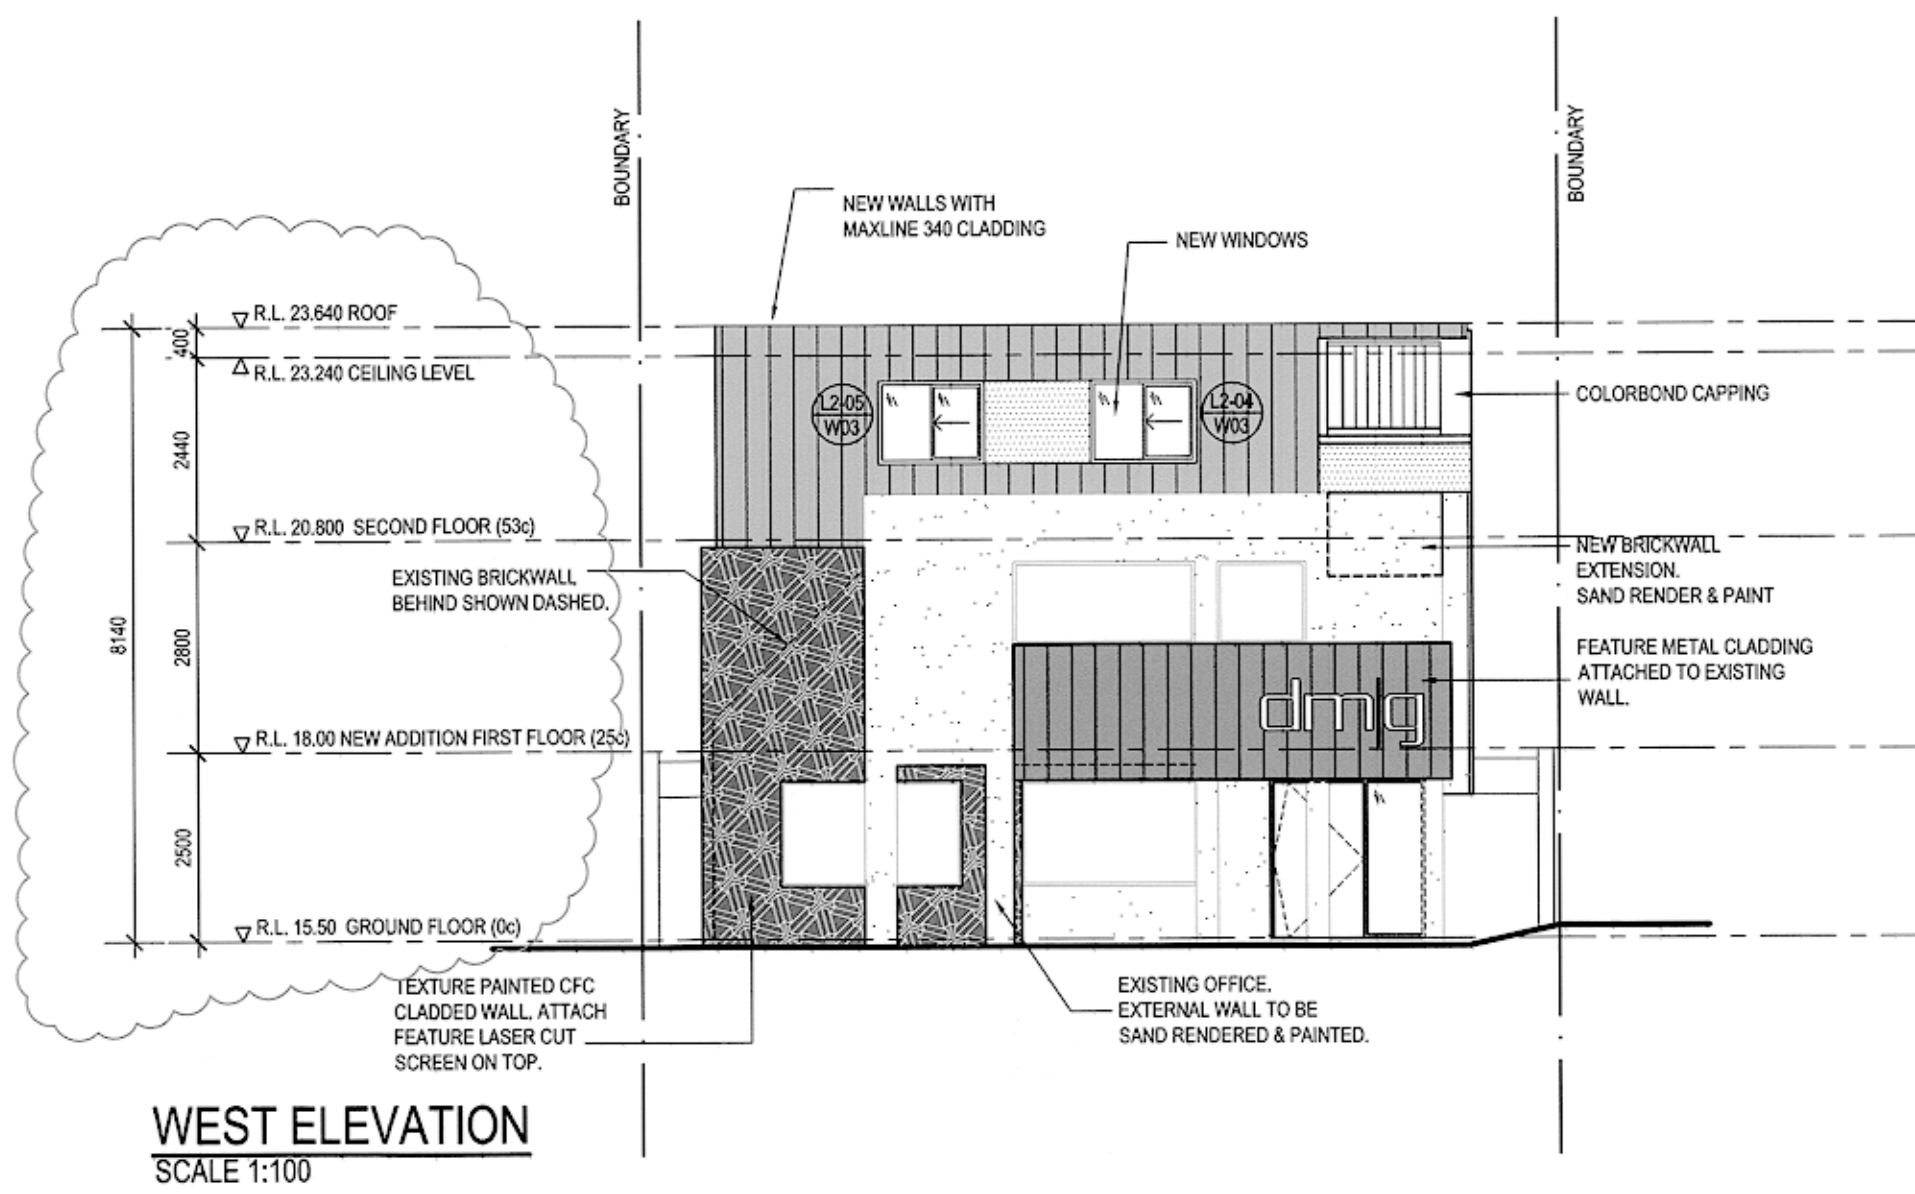 BOUNDARY
BOUNDARY
NEW WALLS WITH
MAXLINE 340 CLADDING
NEW WINDOWS
R.L. 23.640 ROOF
400
R.L. 23.240 CEILING LEVEL
L2-05
W03
L2-04
W03
COLORBOND CAPPING
2440
R.L. 20.800 SECOND FLOOR (53c)
EXISTING BRICKWALL
BEHIND SHOWN DASHED.
NEW BRICKWALL
EXTENSION.
SAND RENDER & PAINT
8140
2800
FEATURE METAL CLADDING
ATTACHED TO EXISTING
WALL.
dm|g
R.L. 18.00 NEW ADDITION FIRST FLOOR (25c)
2500
R.L. 15.50 GROUND FLOOR (0c)
TEXTURE PAINTED CFC
CLADDED WALL. ATTACH
FEATURE LASER CUT
SCREEN ON TOP.
EXISTING OFFICE.
EXTERNAL WALL TO BE
SAND RENDERED & PAINTED.
WEST ELEVATION
SCALE 1:100